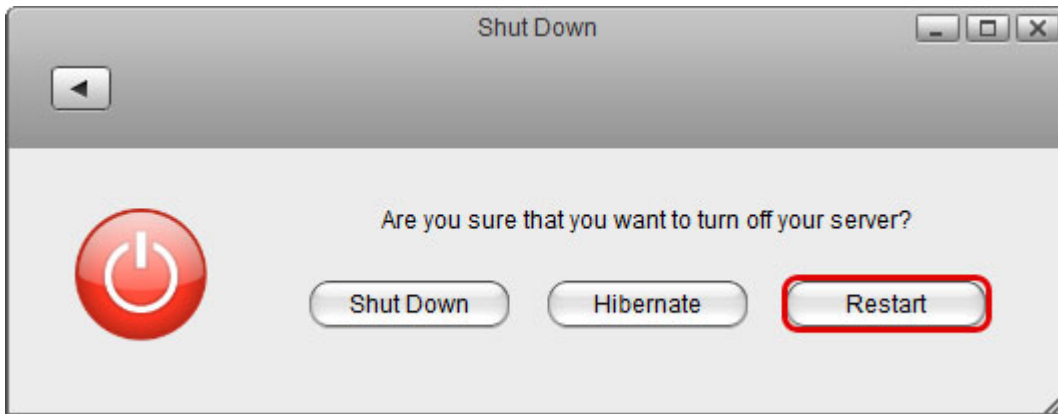 Shut Down
Are you sure that you want to turn off your server?
Shut Down
Hibernate
Restart